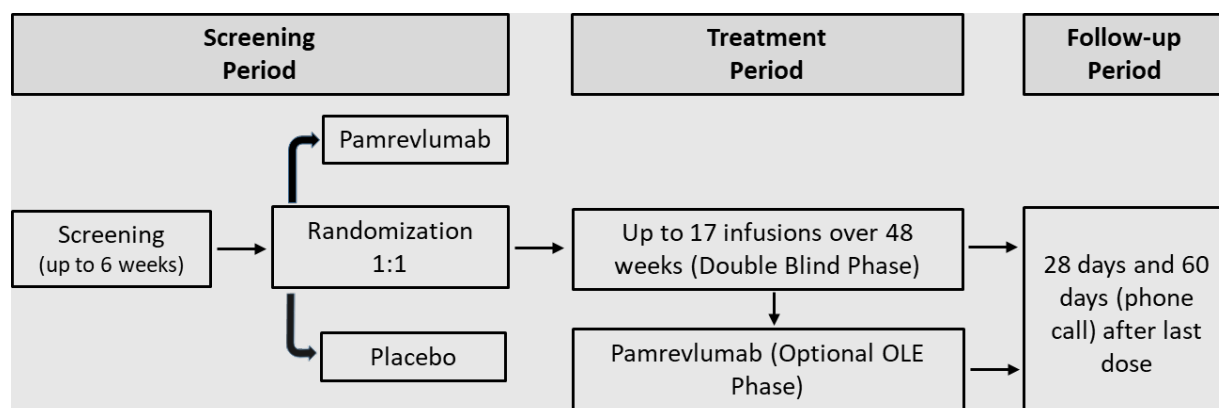 Screening
Period
Treatment
Period
Follow-up
Period
Pamrevlumab
Screening
(up to 6 weeks)
Randomization
1:1
Placebo
Up to 17 infusions over 48
weeks (Double Blind Phase)
Pamrevlumab (Optional OLE
Phase)
28 days and 60
days (phone
call) after last
dose